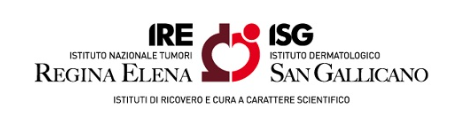 IRE ISG
ISTITUTO NAZIONALE TUMORI ISTITUTO DERMATOLOGICO
REGINA ELENA SAN GALLICANO
ISTITUTI DI RICOVERO E CURA A CARATTERE SCIENTIFICO